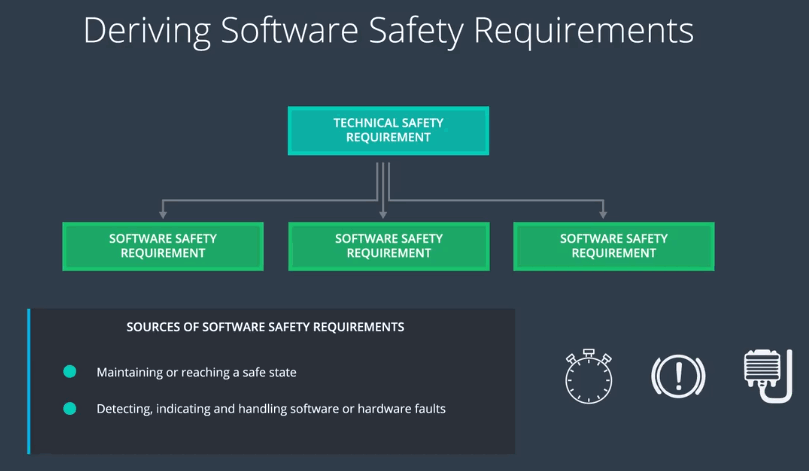 Deriving Software Safety Requirements
TECHNICAL SAFETY
REQUIREMENT
SOFTWARE SAFETY
REQUIREMENT
SOFTWARE SAFETY
REQUIREMENT
SOFTWARE SAFETY
REQUIREMENT
SOURCES OF SOFTWARE SAFETY REQUIREMENTS
Maintaining or reaching a safe state
Detecting, indicating and handling software or hardware faults